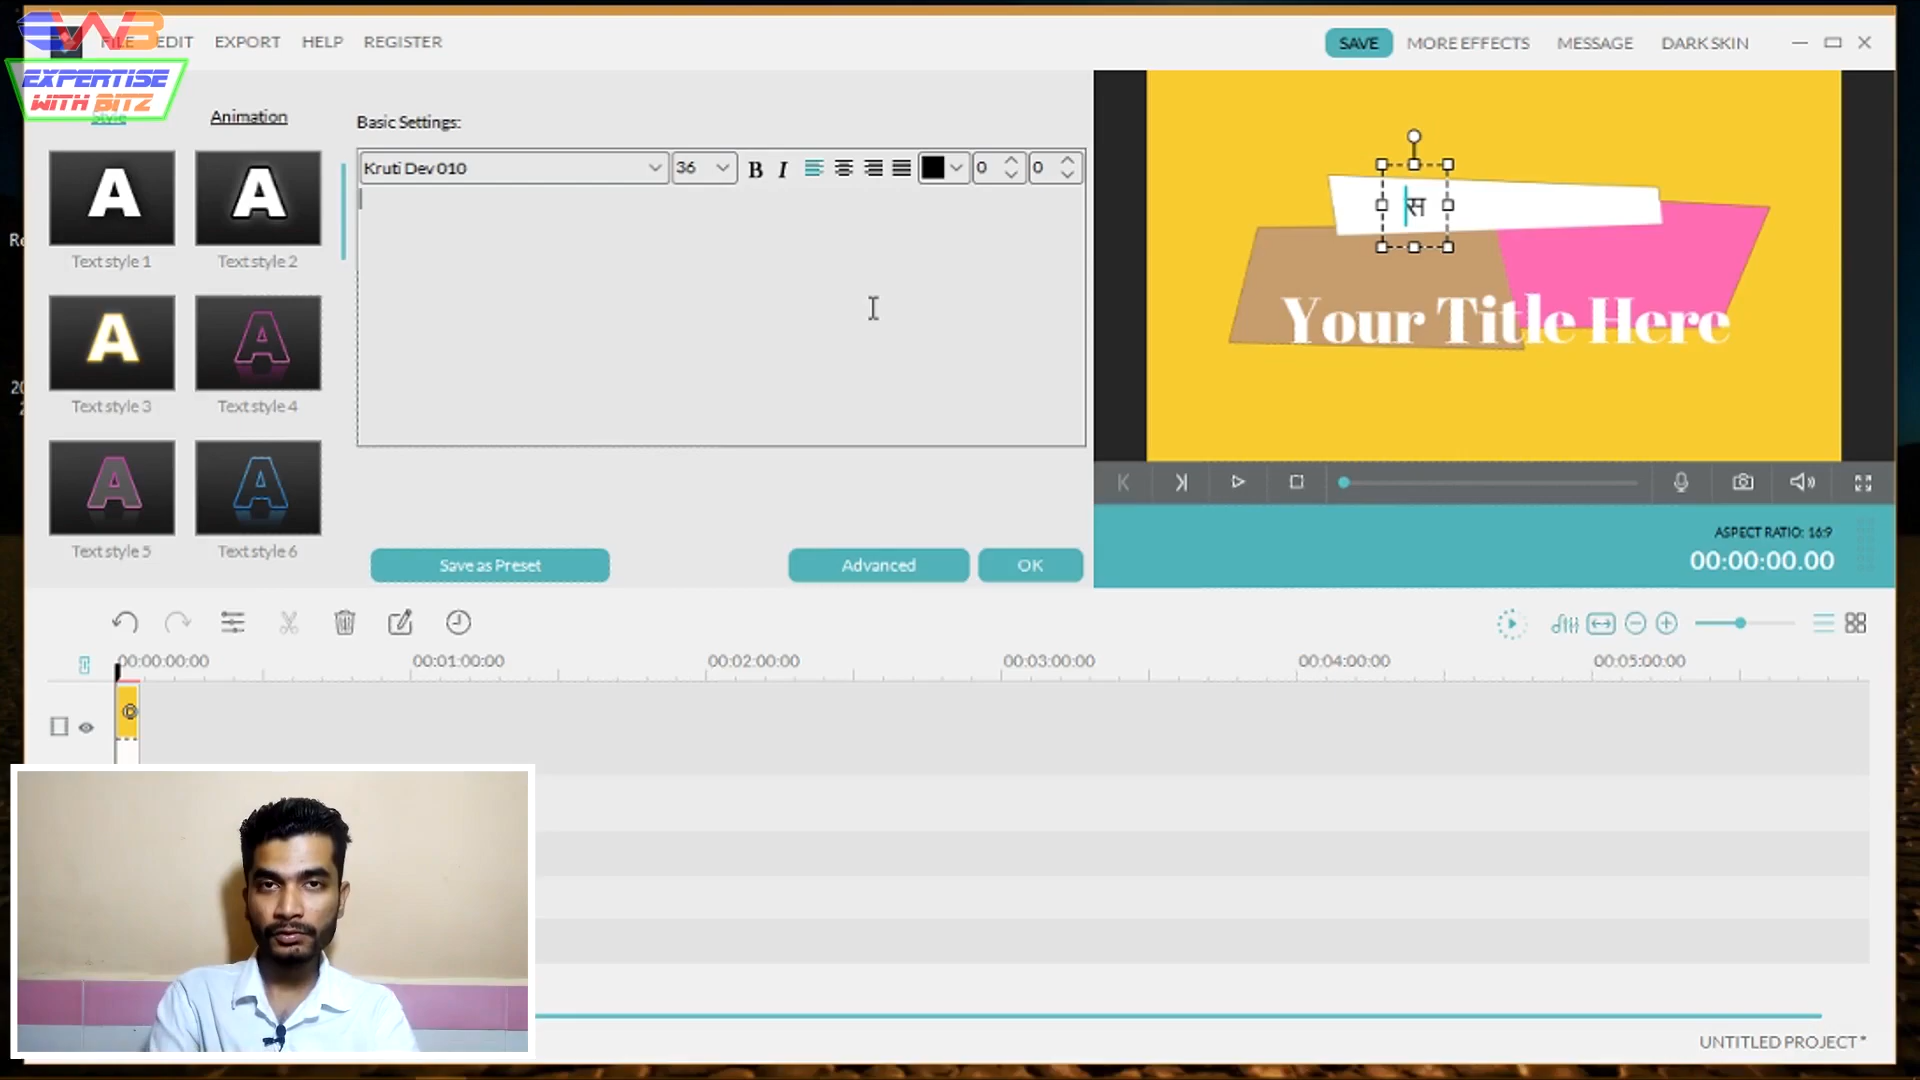 EWB
EXPERTISE
WITH BITZ
FILE EDIT EXPORT HELP REGISTER
SAVE MORE EFFECTS MESSAGE DARK SKIN
Style Animation
Basic Settings:
Kruti Dev 010 36 B I 0 0
A A
Text style 1 Text style 2
A A
Text style 3 Text style 4
A A
Text style 5 Text style 6
Save as Preset Advanced OK
स
Your Title Here
ASPECT RATIO: 16:9
00:00:00.00
00:00:00:00 00:01:00:00 00:02:00:00 00:03:00:00 00:04:00:00 00:05:00:00
UNTITLED PROJECT *